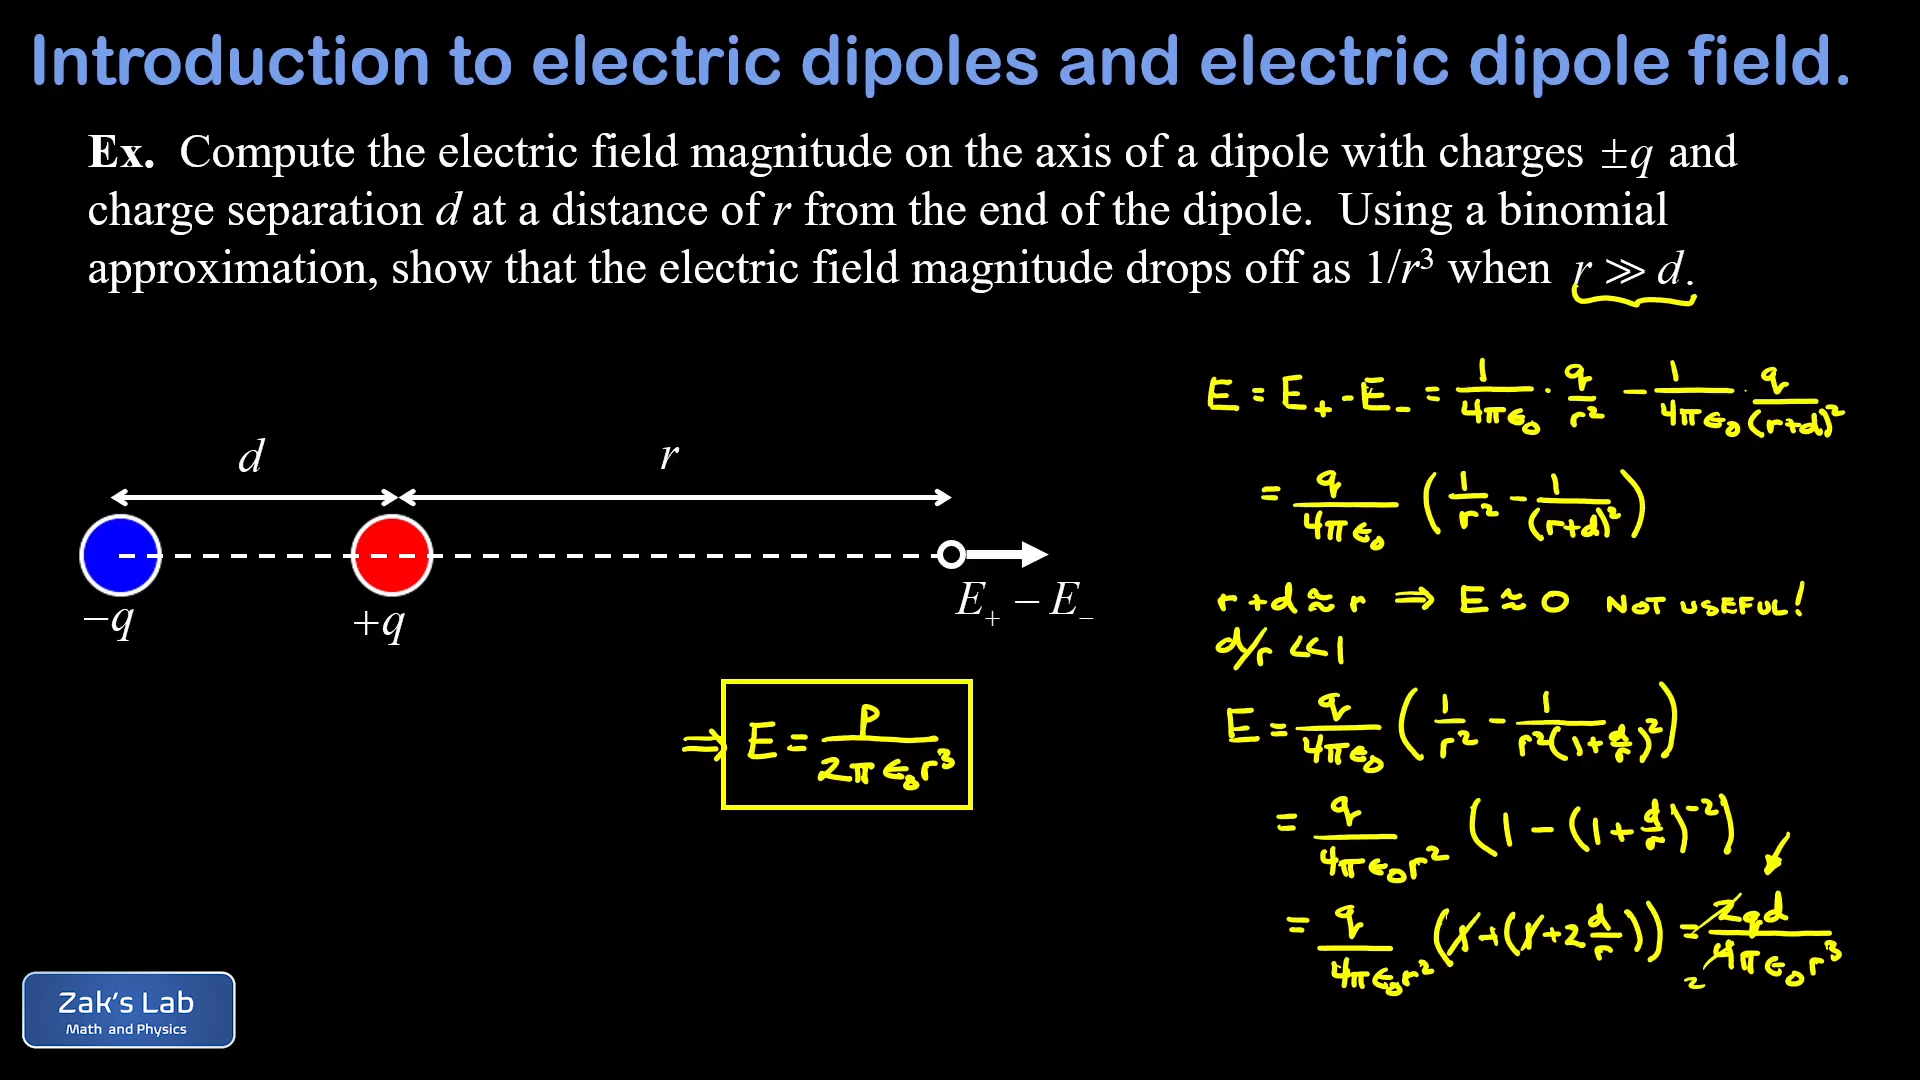 Introduction to electric dipoles and electric dipole field.
Ex. Compute the electric field magnitude on the axis of a dipole with charges ±q and
charge separation d at a distance of r from the end of the dipole. Using a binomial
approximation, show that the electric field magnitude drops off as 1/r³ when r ≫ d.
d
r
−q
+q
E₊ − E₋
⇒ E = p/(2πε₀r³)
E = E₊ - E₋ = 1/(4πε₀) · q/r² − 1/(4πε₀) · q/(r+d)²
= q/(4πε₀) (1/r² − 1/(r+d)²)
r + d ≈ r ⇒ E ≈ 0 NOT USEFUL!
d/r ≪ 1
E = q/(4πε₀) (1/r² − 1/(r²(1+d/r)²))
= q/(4πε₀r²) (1 − (1 + d/r)⁻²)
= q/(4πε₀r²) (1 + (1 + 2 d/r)) = 2qd/(4πε₀r³)
2
Zak's Lab
Math and Physics